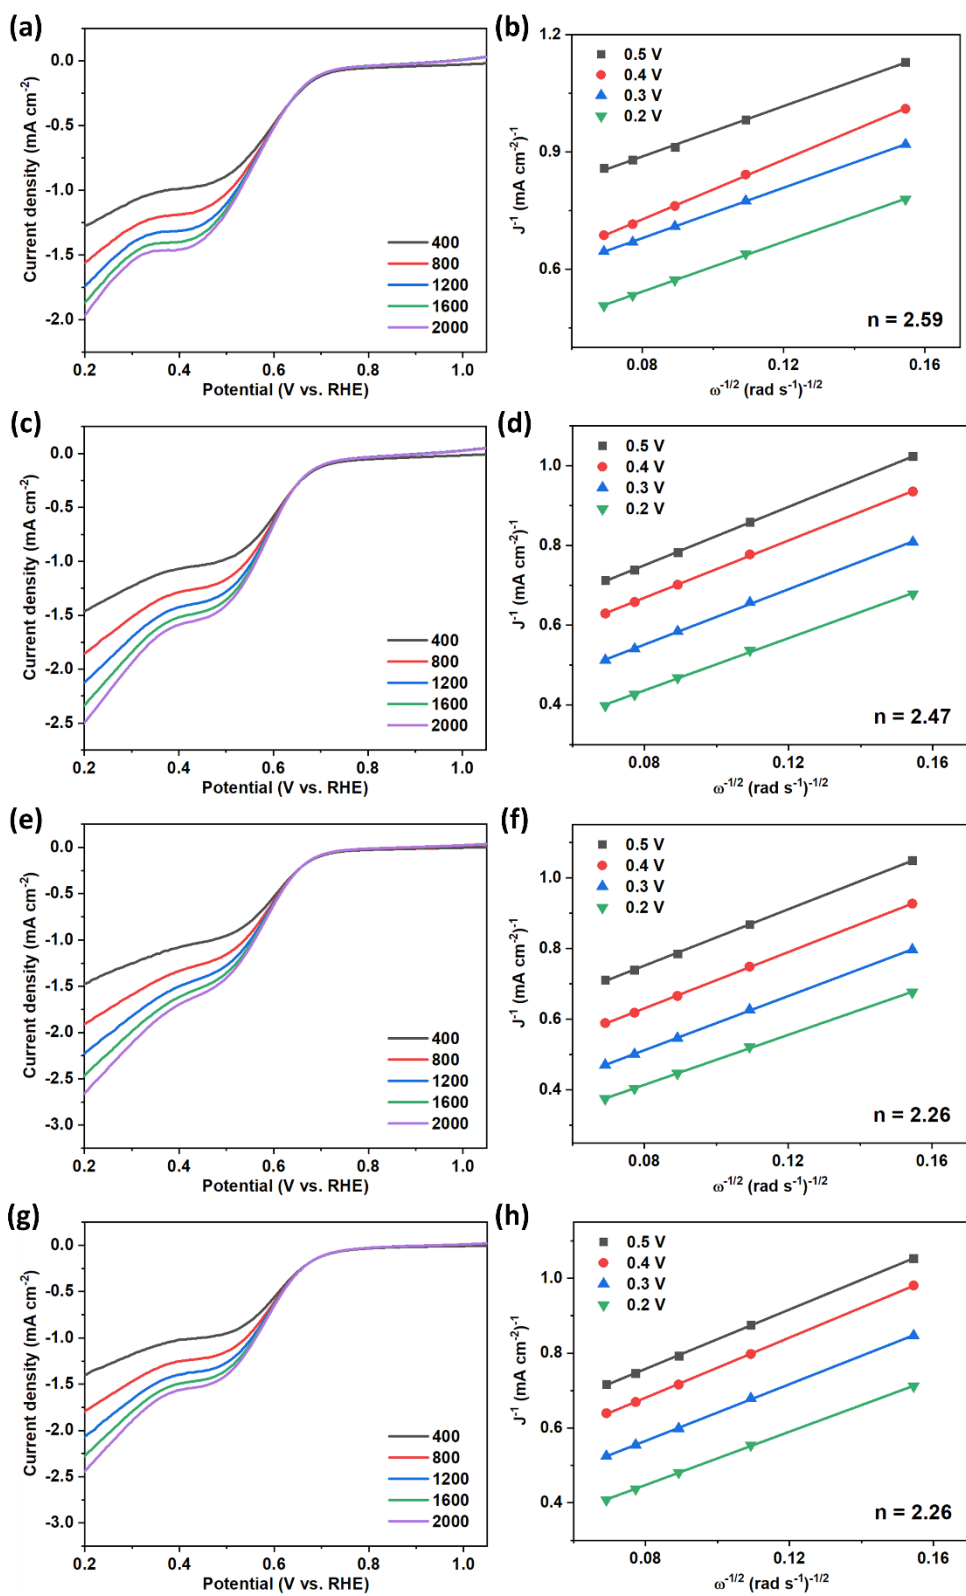 (a)
0.0
-0.5
-1.0
-1.5
-2.0
Current density (mA cm-2)
400
800
1200
1600
2000
0.2 0.4 0.6 0.8 1.0
Potential (V vs. RHE)
(b)
1.2
0.9
0.6
J-1 (mA cm-2)-1
0.5 V
0.4 V
0.3 V
0.2 V
n = 2.59
0.08 0.12 0.16
ω-1/2 (rad s-1)-1/2
(c)
0.0
-0.5
-1.0
-1.5
-2.0
-2.5
Current density (mA cm-2)
400
800
1200
1600
2000
0.2 0.4 0.6 0.8 1.0
Potential (V vs. RHE)
(d)
1.0
0.8
0.6
0.4
J-1 (mA cm-2)-1
0.5 V
0.4 V
0.3 V
0.2 V
n = 2.47
0.08 0.12 0.16
ω-1/2 (rad s-1)-1/2
(e)
0.0
-0.5
-1.0
-1.5
-2.0
-2.5
-3.0
Current density (mA cm-2)
400
800
1200
1600
2000
0.2 0.4 0.6 0.8 1.0
Potential (V vs. RHE)
(f)
1.0
0.8
0.6
0.4
J-1 (mA cm-2)-1
0.5 V
0.4 V
0.3 V
0.2 V
n = 2.26
0.08 0.12 0.16
ω-1/2 (rad s-1)-1/2
(g)
0.0
-0.5
-1.0
-1.5
-2.0
-2.5
-3.0
Current density (mA cm-2)
400
800
1200
1600
2000
0.2 0.4 0.6 0.8 1.0
Potential (V vs. RHE)
(h)
1.0
0.8
0.6
0.4
J-1 (mA cm-2)-1
0.5 V
0.4 V
0.3 V
0.2 V
n = 2.26
0.08 0.12 0.16
ω-1/2 (rad s-1)-1/2